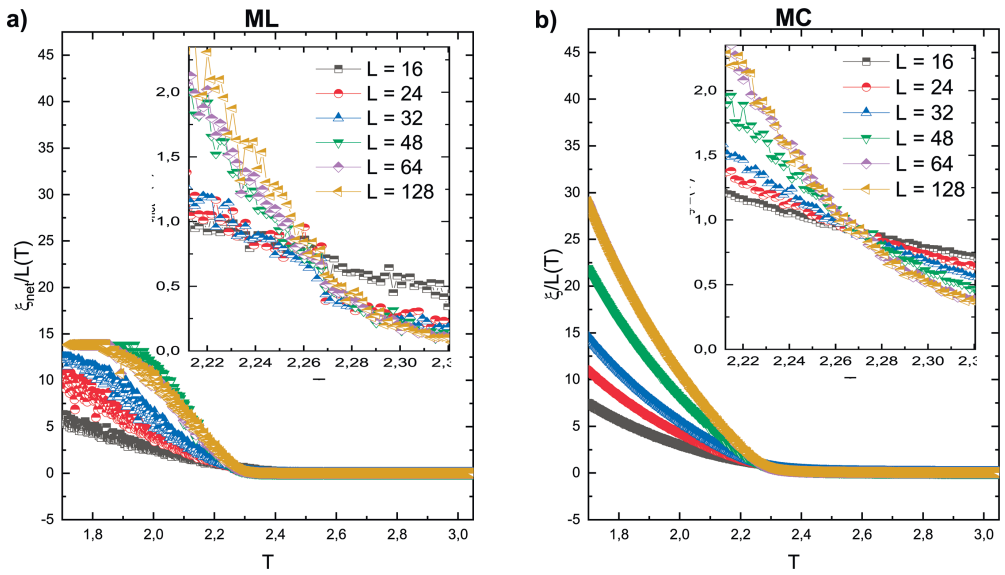 a)
ML
ξnet/L(T)
45
40
35
30
25
20
15
10
5
0
-5
1,8
2,0
2,2
2,4
2,6
2,8
3,0
T
2,0
1,5
1,0
0,5
0,0
2,22
2,24
2,26
2,28
2,30
L = 16
L = 24
L = 32
L = 48
L = 64
L = 128
b)
MC
ξ/L(T)
45
40
35
30
25
20
15
10
5
0
-5
1,8
2,0
2,2
2,4
2,6
2,8
3,0
T
2,0
1,5
1,0
0,5
0,0
2,22
2,24
2,26
2,28
2,30
L = 16
L = 24
L = 32
L = 48
L = 64
L = 128